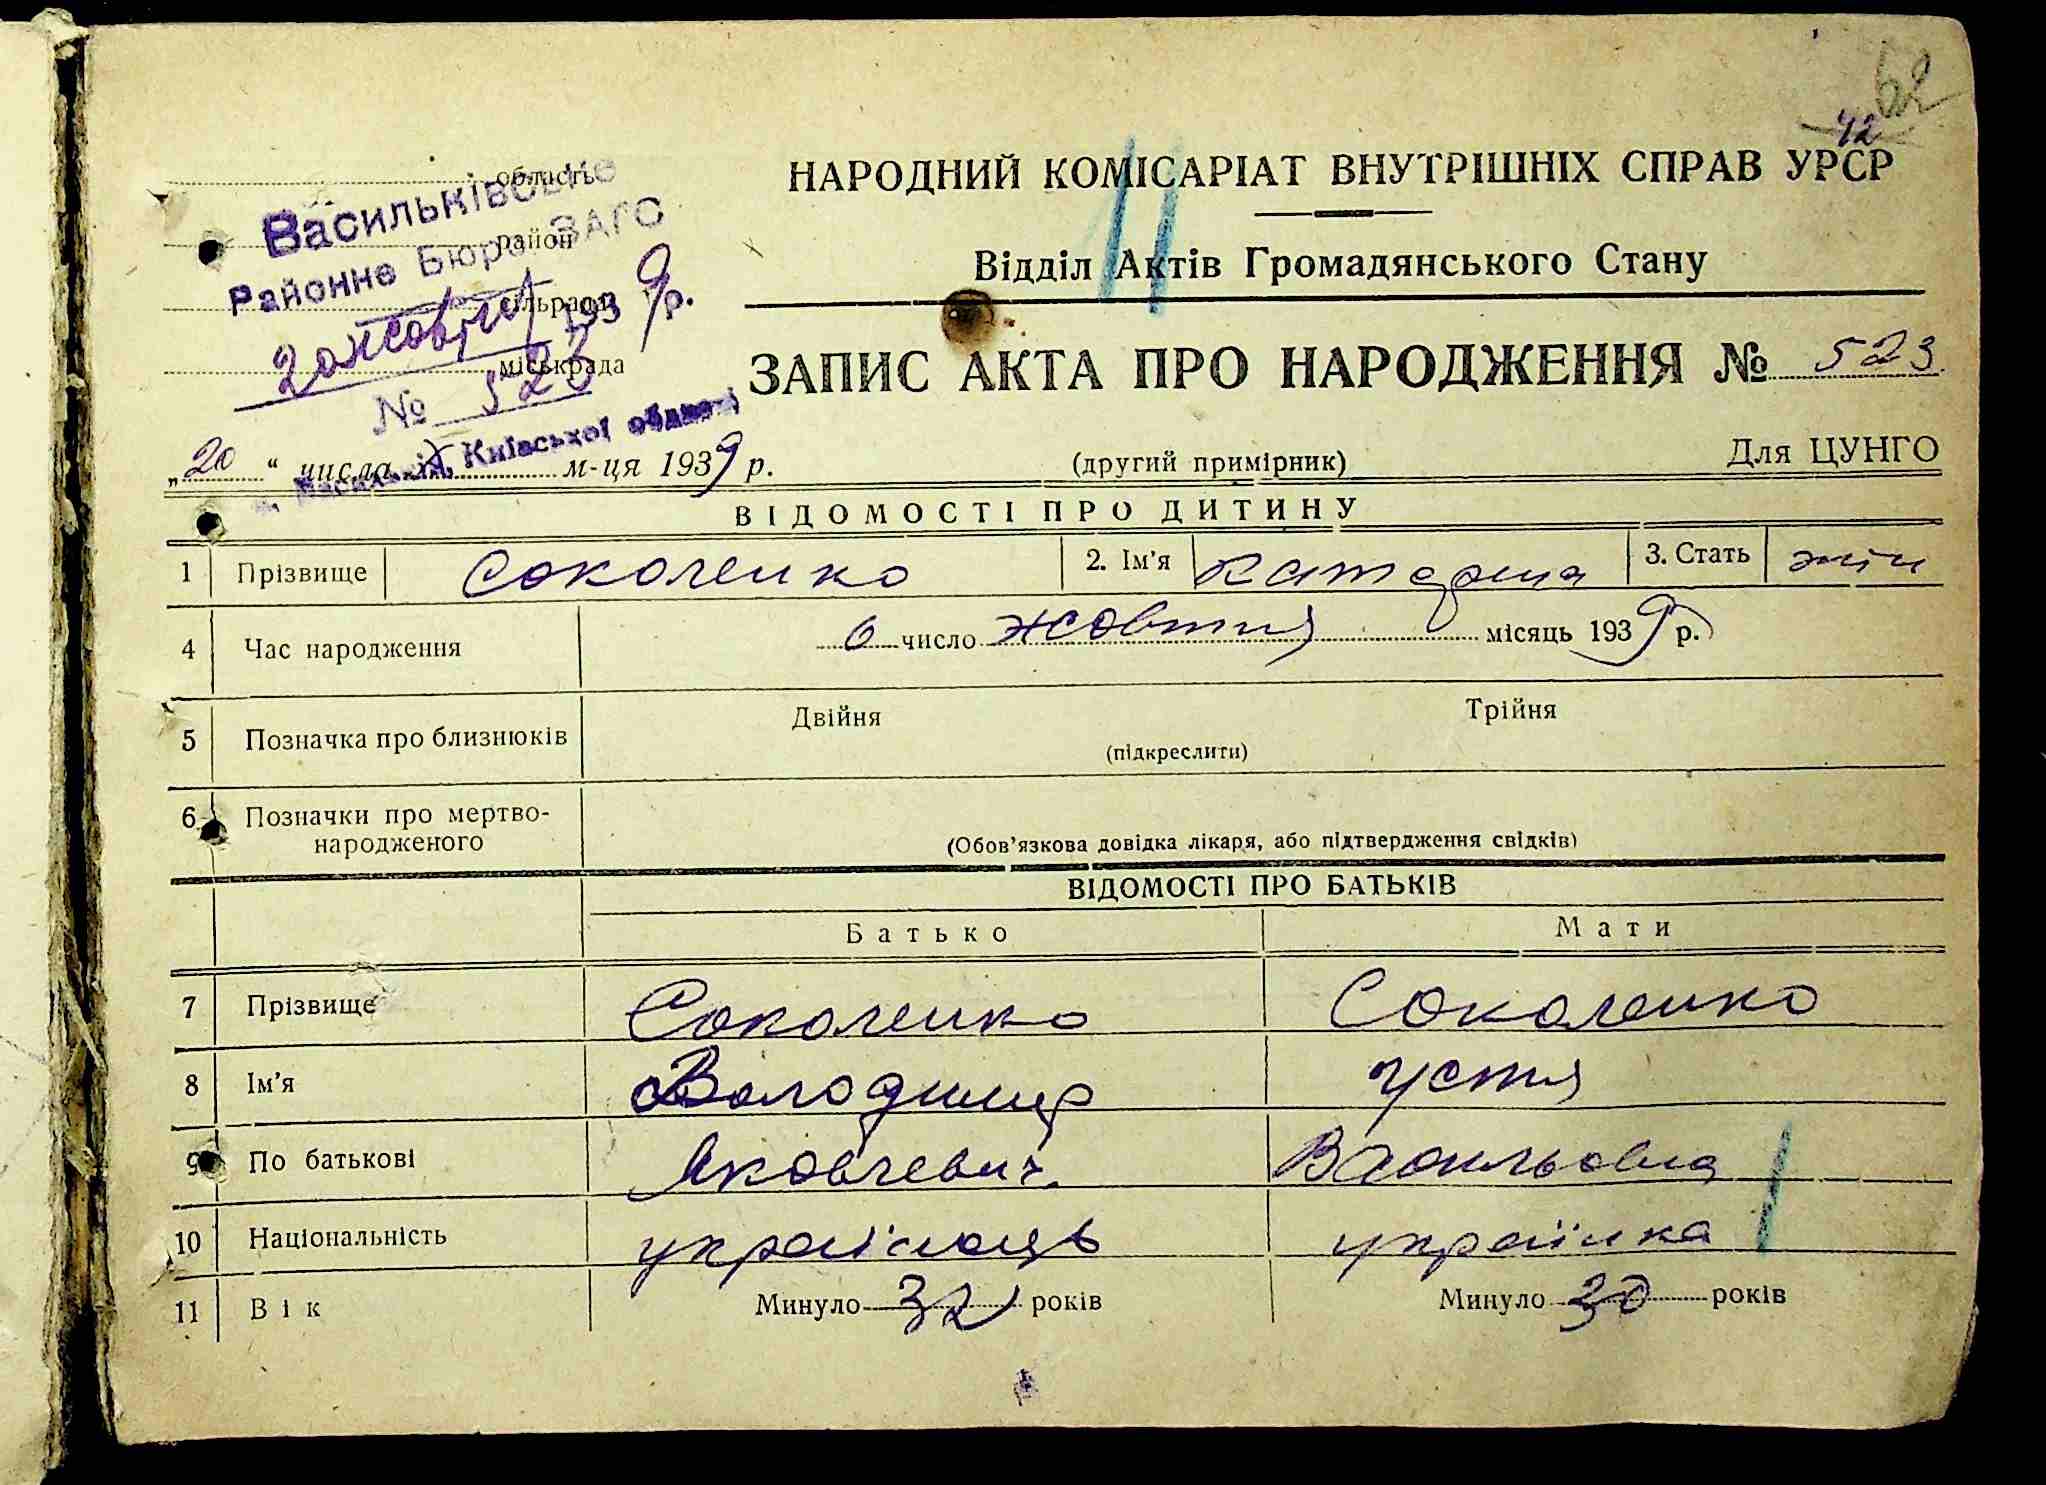 62
42
область
Васильківське
район
Районне Бюро ЗАГС
сільрада
20 жовтня 1939 р.
міськрада
№ 523
м. Васильків, Київської області
НАРОДНИЙ КОМІСАРІАТ ВНУТРІШНІХ СПРАВ УРСР
Відділ Актів Громадянського Стану
ЗАПИС АКТА ПРО НАРОДЖЕННЯ № 523
„20“ числа X м-ця 1939 р. (другий примірник) Для ЦУНГО
ВІДОМОСТІ ПРО ДИТИНУ
1 Прізвище Соколенко 2. Ім’я Катерина 3. Стать жін
4 Час народження 6 число жовтня місяць 1939 р.
5 Позначка про близнюків Двійня Трійня
(підкреслити)
6 Позначки про мертво-
народженого (Обов’язкова довідка лікаря, або підтвердження свідків)
ВІДОМОСТІ ПРО БАТЬКІВ
Батько Мати
7 Прізвище Соколенко Соколенко
8 Ім’я Володимир Устя
9 По батькові Яковлевич Васильовна
10 Національність українець українка
11 Вік Минуло 32 років Минуло 30 років